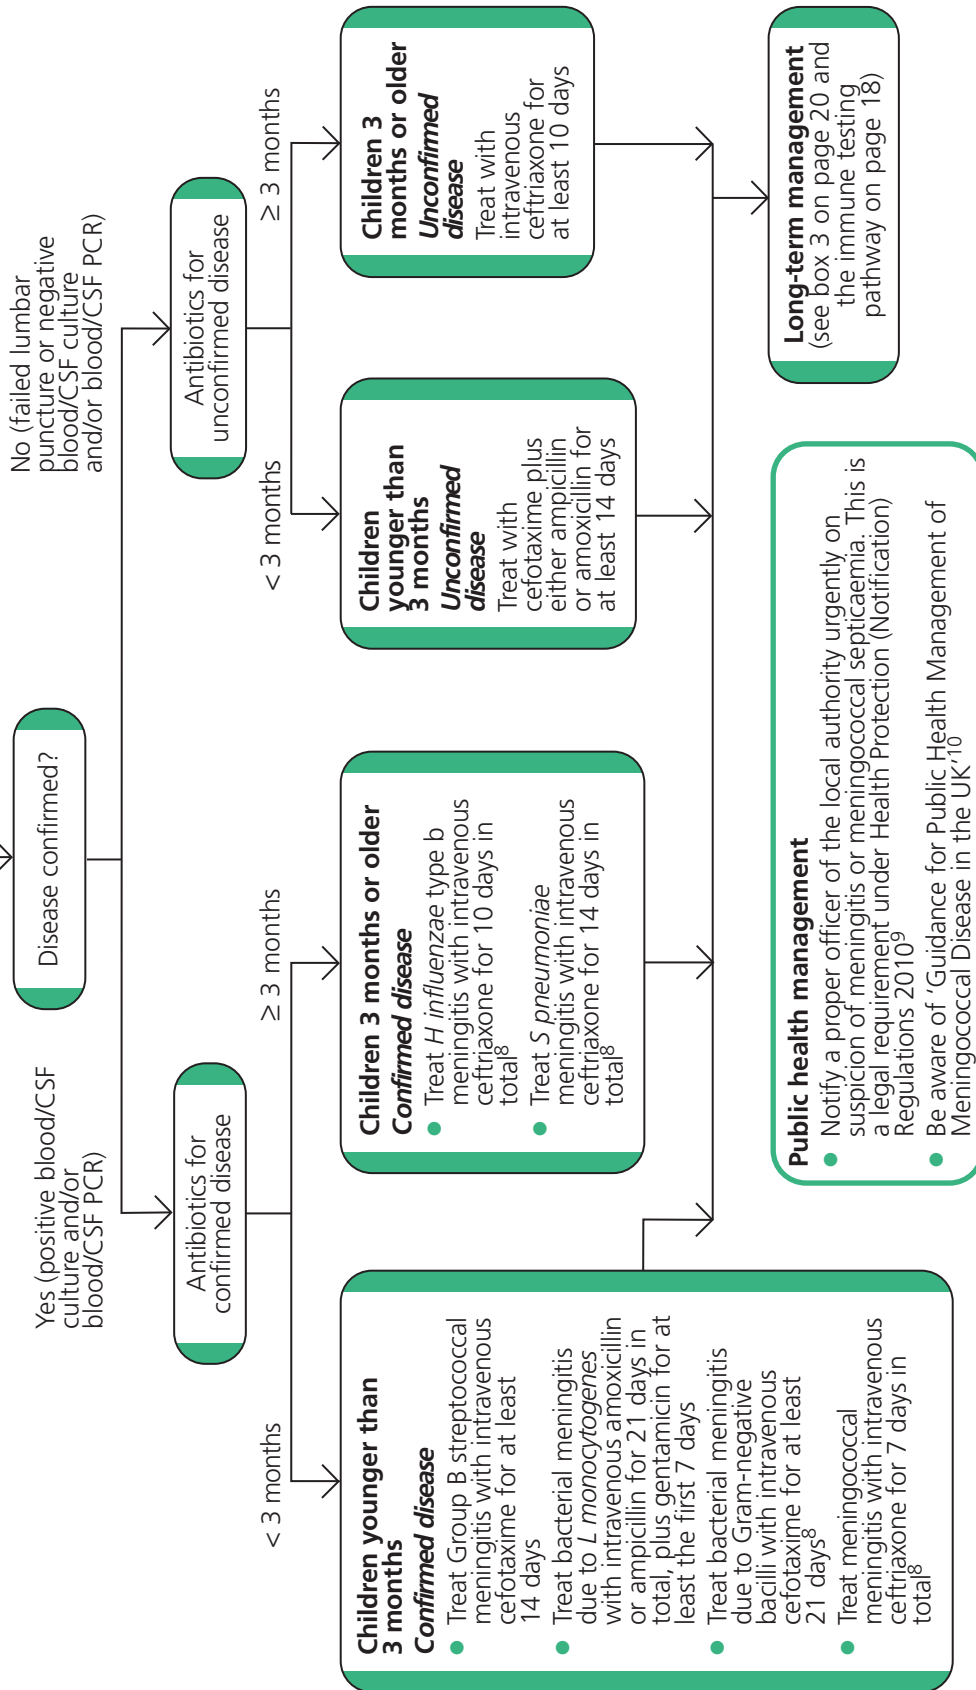 Disease confirmed?
Yes (positive blood/CSF
culture and/or
blood/CSF PCR)
No (failed lumbar
puncture or negative
blood/CSF culture
and/or blood/CSF PCR)
Antibiotics for
confirmed disease
Antibiotics for
unconfirmed disease
< 3 months
≥ 3 months
< 3 months
≥ 3 months
Children younger than
3 months
Confirmed disease
● Treat Group B streptococcal
meningitis with intravenous
cefotaxime for at least
14 days
● Treat bacterial meningitis
due to L monocytogenes
with intravenous amoxicillin
or ampicillin for 21 days in
total, plus gentamicin for at
least the first 7 days
● Treat bacterial meningitis
due to Gram-negative
bacilli with intravenous
cefotaxime for at least
21 days8
● Treat meningococcal
meningitis with intravenous
ceftriaxone for 7 days in
total8
Children 3 months or older
Confirmed disease
● Treat H influenzae type b
meningitis with intravenous
ceftriaxone for 10 days in
total8
● Treat S pneumoniae
meningitis with intravenous
ceftriaxone for 14 days in
total8
Children
younger than
3 months
Unconfirmed
disease
Treat with
cefotaxime plus
either ampicillin
or amoxicillin for
at least 14 days
Children 3
months or older
Unconfirmed
disease
Treat with
intravenous
ceftriaxone for
at least 10 days
Public health management
● Notify a proper officer of the local authority urgently on
suspicion of meningitis or meningococcal septicaemia. This is
a legal requirement under Health Protection (Notification)
Regulations 20109
● Be aware of ‘Guidance for Public Health Management of
Meningococcal Disease in the UK’10
Long-term management
(see box 3 on page 20 and
the immune testing
pathway on page 18)